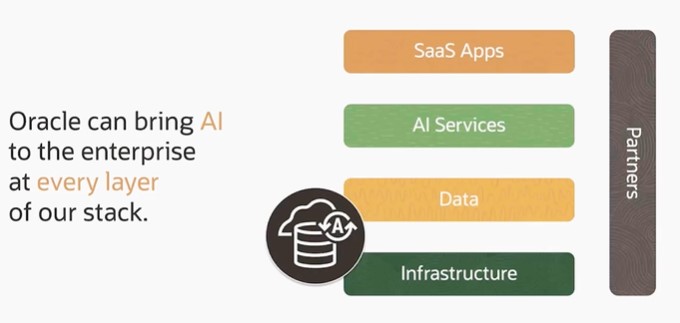 Oracle can bring AI
to the enterprise
at every layer
of our stack.
SaaS Apps
AI Services
Data
A
Infrastructure
Partners